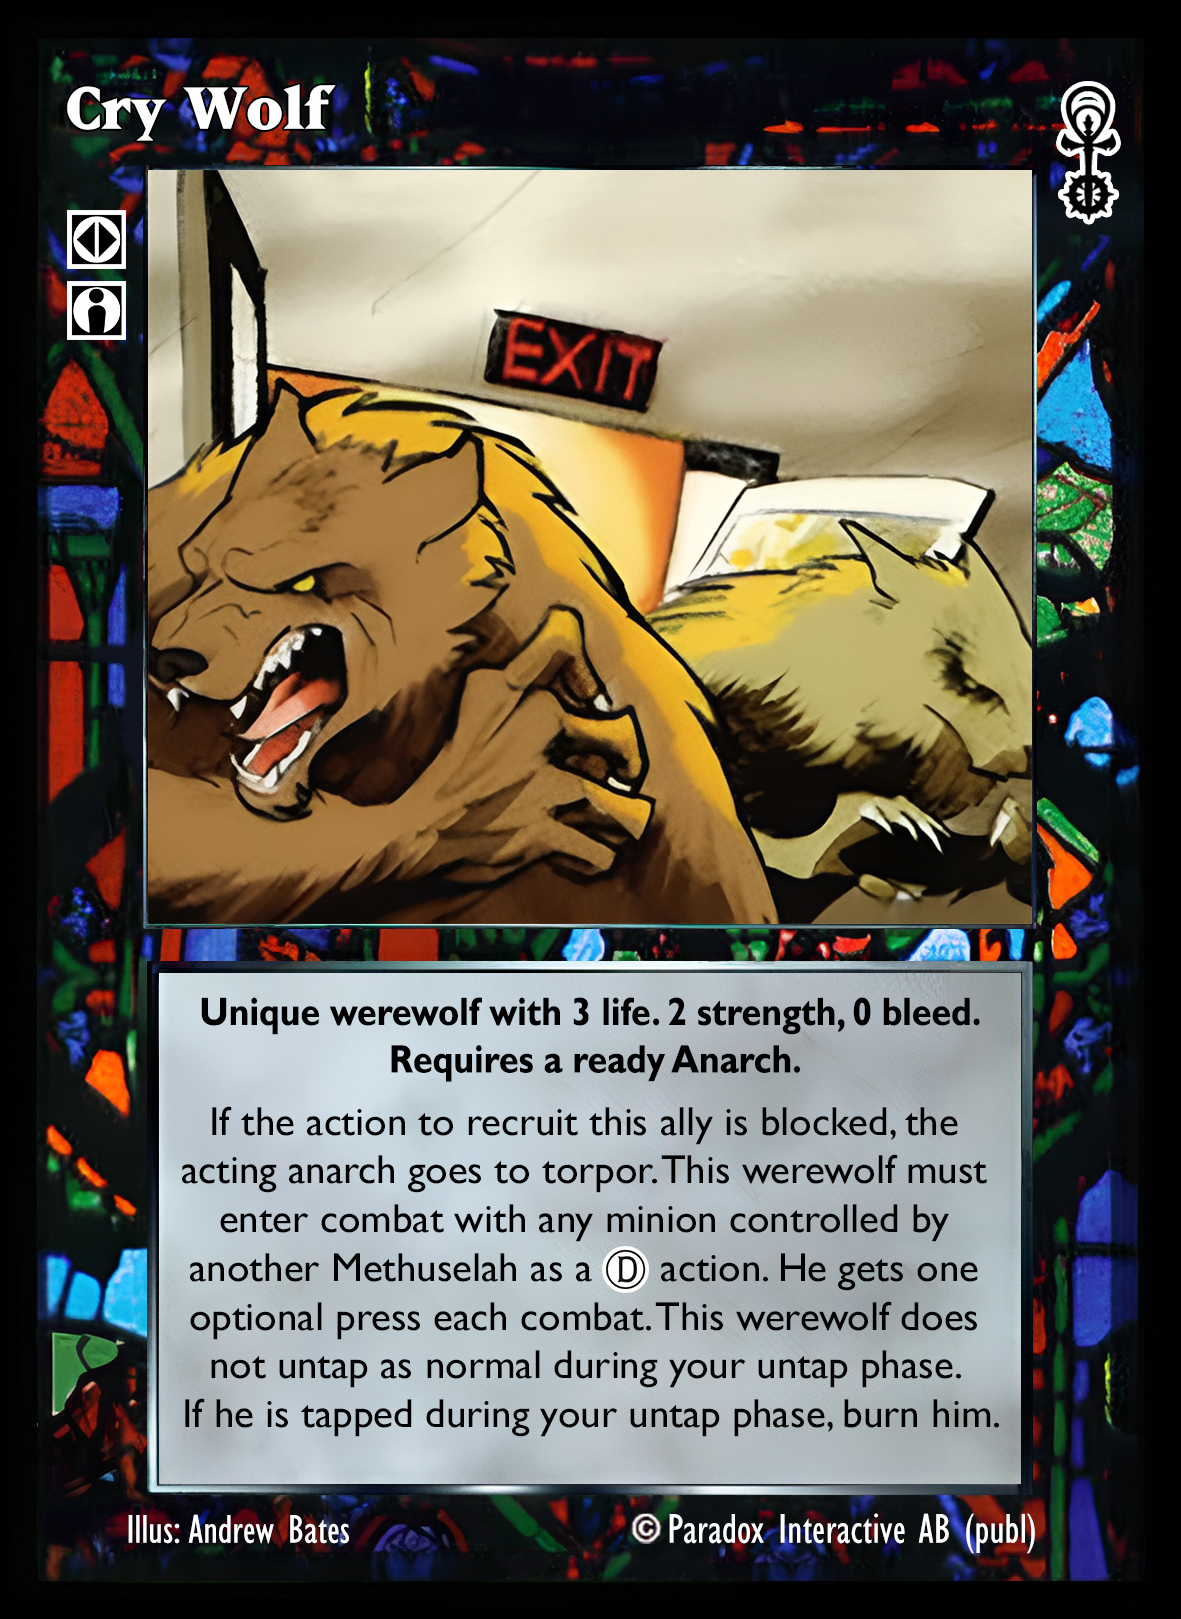 Cry Wolf
EXIT
Unique werewolf with 3 life. 2 strength, 0 bleed.
Requires a ready Anarch.
If the action to recruit this ally is blocked, the
acting anarch goes to torpor. This werewolf must
enter combat with any minion controlled by
another Methuselah as a Ⓓ action. He gets one
optional press each combat. This werewolf does
not untap as normal during your untap phase.
If he is tapped during your untap phase, burn him.
Illus: Andrew Bates
© Paradox Interactive AB (publ)